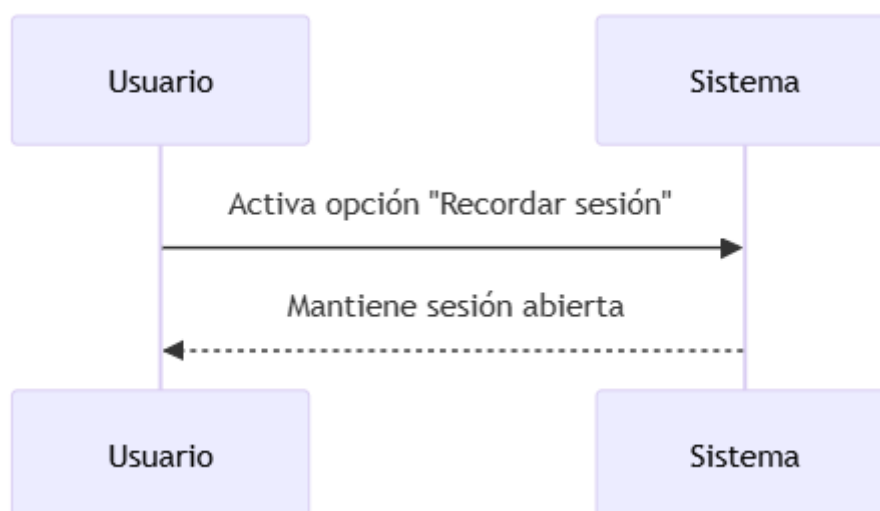 Usuario
Sistema
Activa opción "Recordar sesión"
Mantiene sesión abierta
Usuario
Sistema